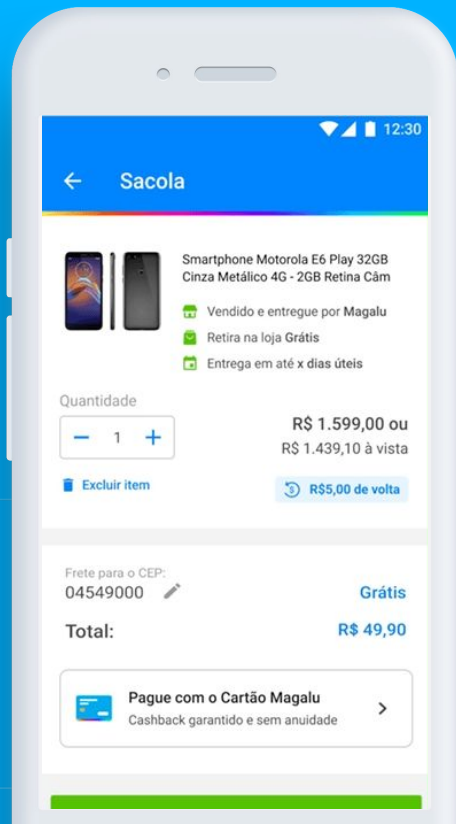 12:30
Sacola
Smartphone Motorola E6 Play 32GB
Cinza Metálico 4G - 2GB Retina Câm
Vendido e entregue por Magalu
Retira na loja Grátis
Entrega em até x dias úteis
Quantidade
1
R$ 1.599,00 ou
R$ 1.439,10 à vista
Excluir item
R$5,00 de volta
Frete para o CEP:
04549000
Grátis
Total:
R$ 49,90
Pague com o Cartão Magalu
Cashback garantido e sem anuidade